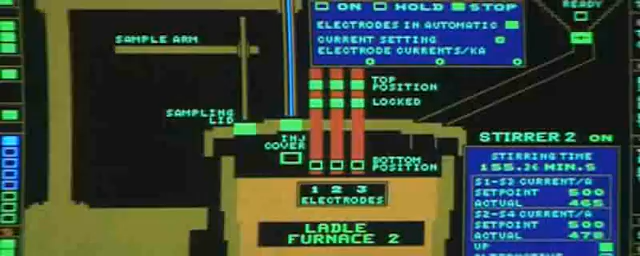 ON HOLD STOP
READY
ELECTRODES IN AUTOMATIC
CURRENT SETTING
ELECTRODE CURRENTS/KA
SAMPLE ARM
TOP
POSITION
LOCKED
SAMPLING
LID
INJ
COVER
BOTTOM
POSITION
1 2 3
ELECTRODES
LADLE
FURNACE 2
STIRRER 2 ON
STIRRING TIME
MIN.S
S1-S3 CURRENT/A
SETPOINT 500
ACTUAL 465
S2-S4 CURRENT/A
SETPOINT 500
ACTUAL 478
UP